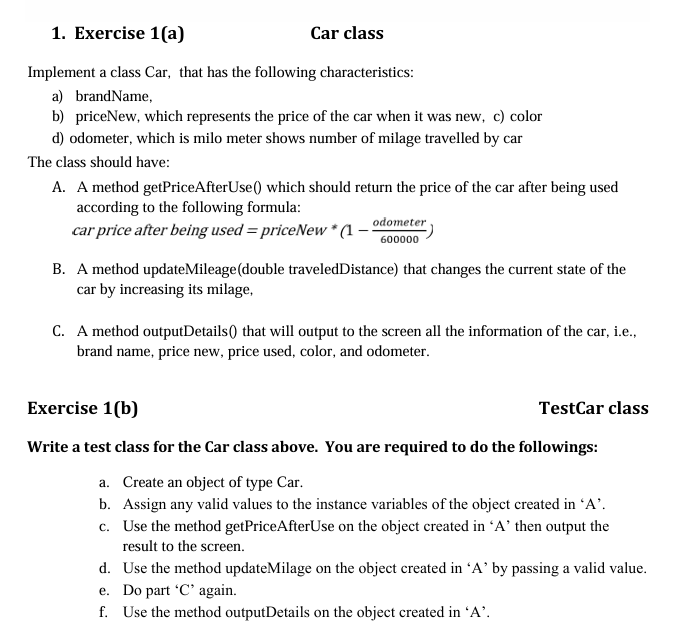 1. Exercise 1(a) Car class
Implement a class Car, that has the following characteristics:
a) brandName,
b) priceNew, which represents the price of the car when it was new, c) color
d) odometer, which is milo meter shows number of milage travelled by car
The class should have:
A. A method getPriceAfterUse() which should return the price of the car after being used
according to the following formula:
car price after being used = priceNew * (1 – odometer/600000)
B. A method updateMileage(double traveledDistance) that changes the current state of the
car by increasing its milage,
C. A method outputDetails() that will output to the screen all the information of the car, i.e.,
brand name, price new, price used, color, and odometer.
Exercise 1(b) TestCar class
Write a test class for the Car class above. You are required to do the followings:
a. Create an object of type Car.
b. Assign any valid values to the instance variables of the object created in ‘A’.
c. Use the method getPriceAfterUse on the object created in ‘A’ then output the
result to the screen.
d. Use the method updateMilage on the object created in ‘A’ by passing a valid value.
e. Do part ‘C’ again.
f. Use the method outputDetails on the object created in ‘A’.